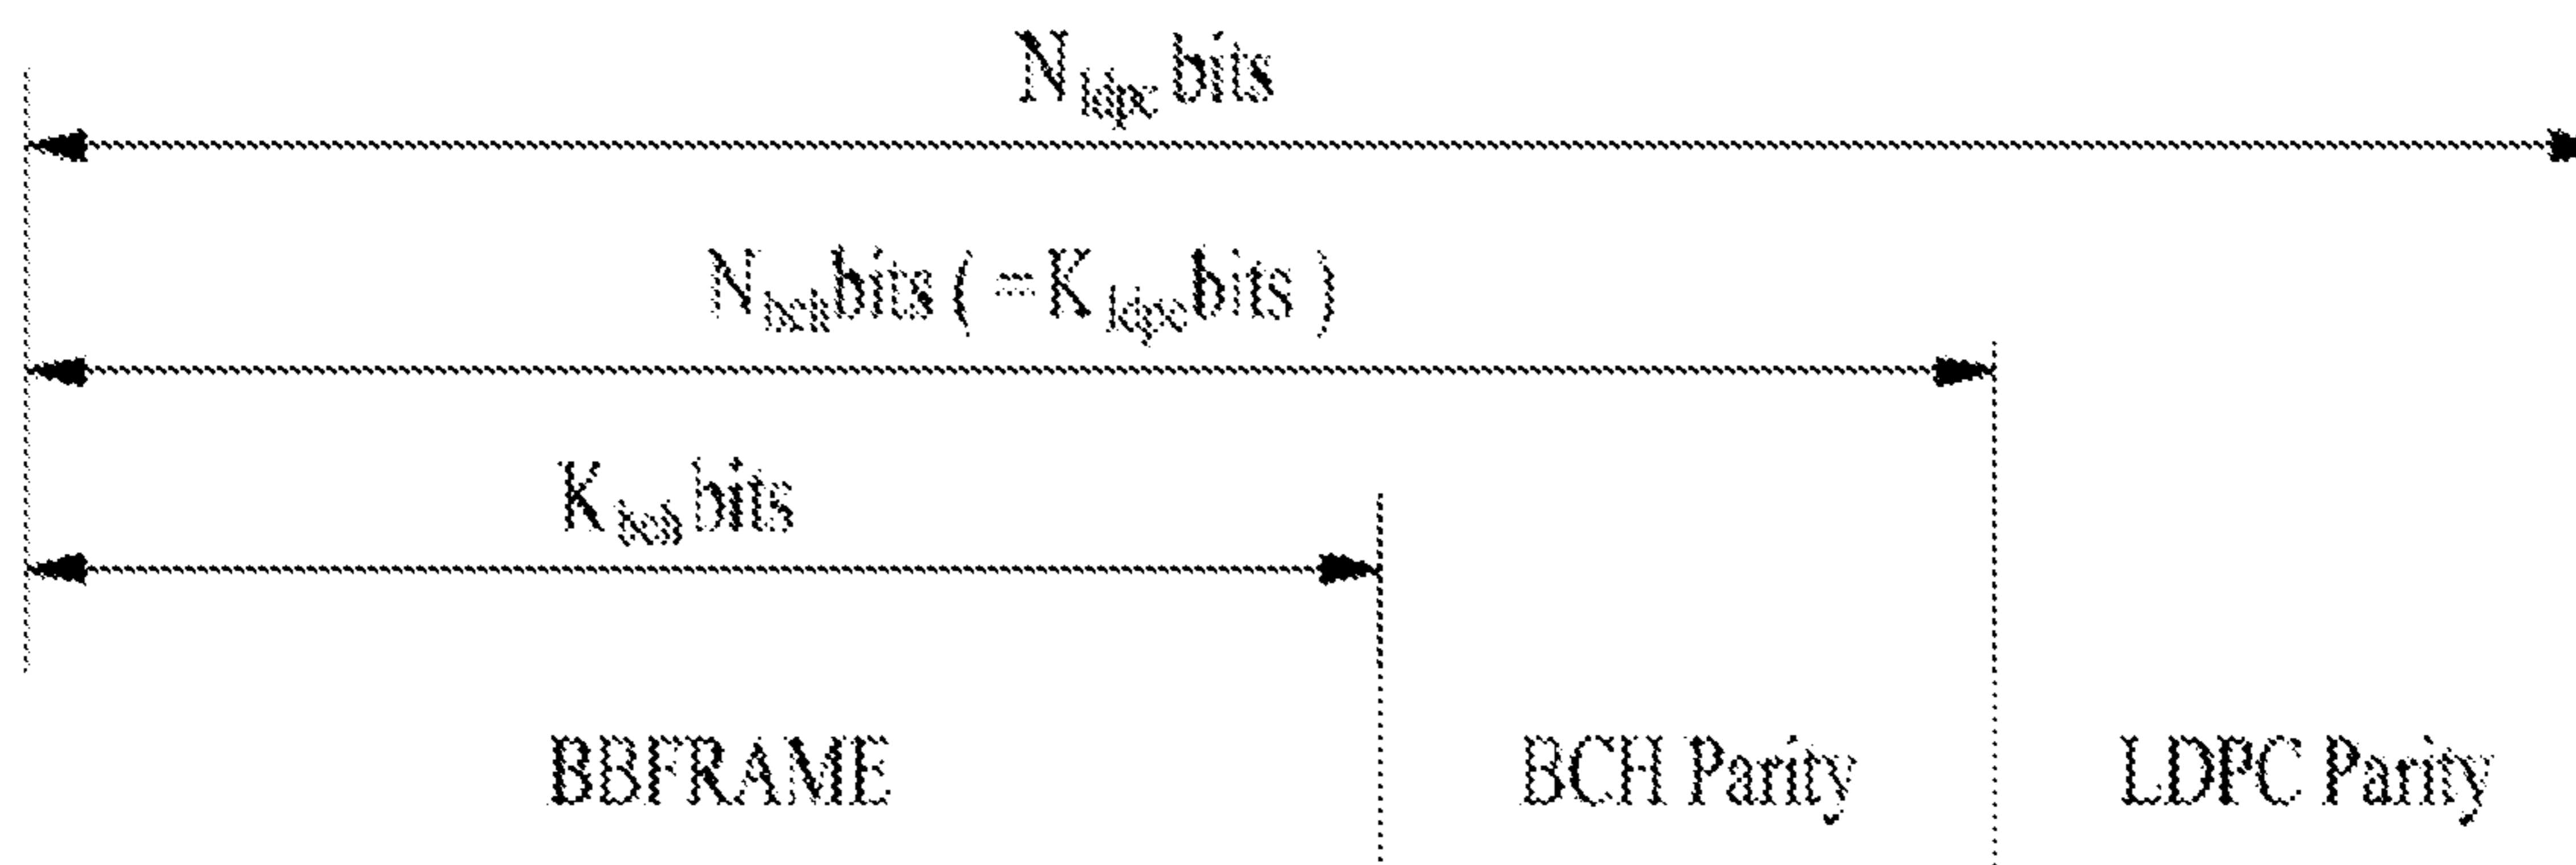 N ldpc bits
N bch bits ( = K ldpc bits )
K bch bits
BBFRAME BCH Parity LDPC Parity